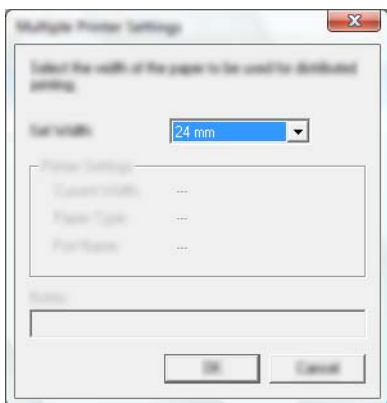 Multiple Printer Settings
Select the width of the paper to be used for distributed
printing.
Set Width:
24 mm
Printer Settings
Current Width: ---
Paper Type: ---
Port Name: ---
Notes:
OK
Cancel